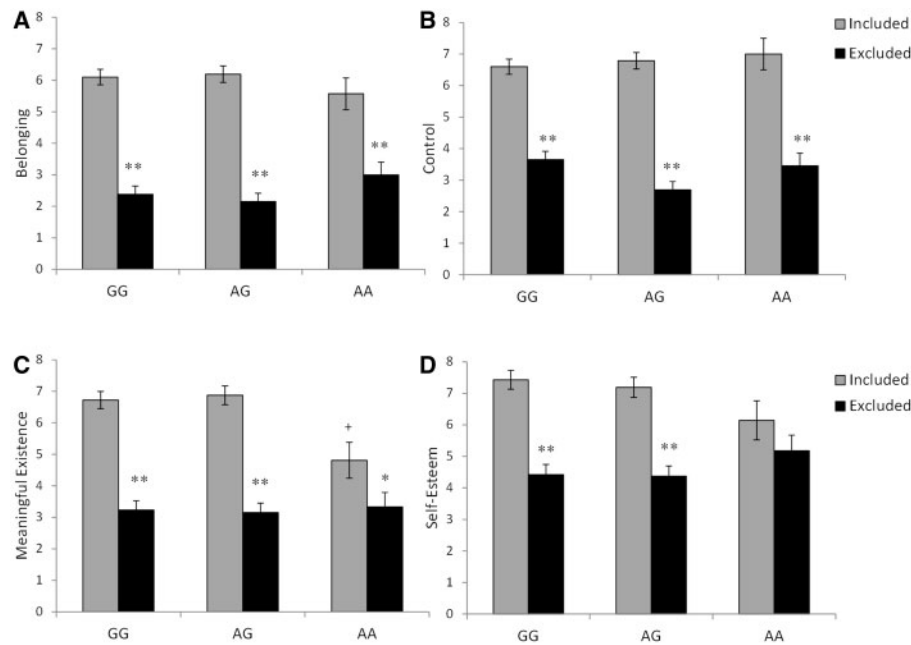 A
8
7
6
5
4
3
2
1
0
Belonging
**
**
**
GG
AG
AA
B
8
7
6
5
4
3
2
1
0
Control
**
**
**
GG
AG
AA
Included
Excluded
C
8
7
6
5
4
3
2
1
0
Meaningful Existence
**
**
+
*
GG
AG
AA
D
8
7
6
5
4
3
2
1
0
Self-Esteem
**
**
GG
AG
AA
Included
Excluded